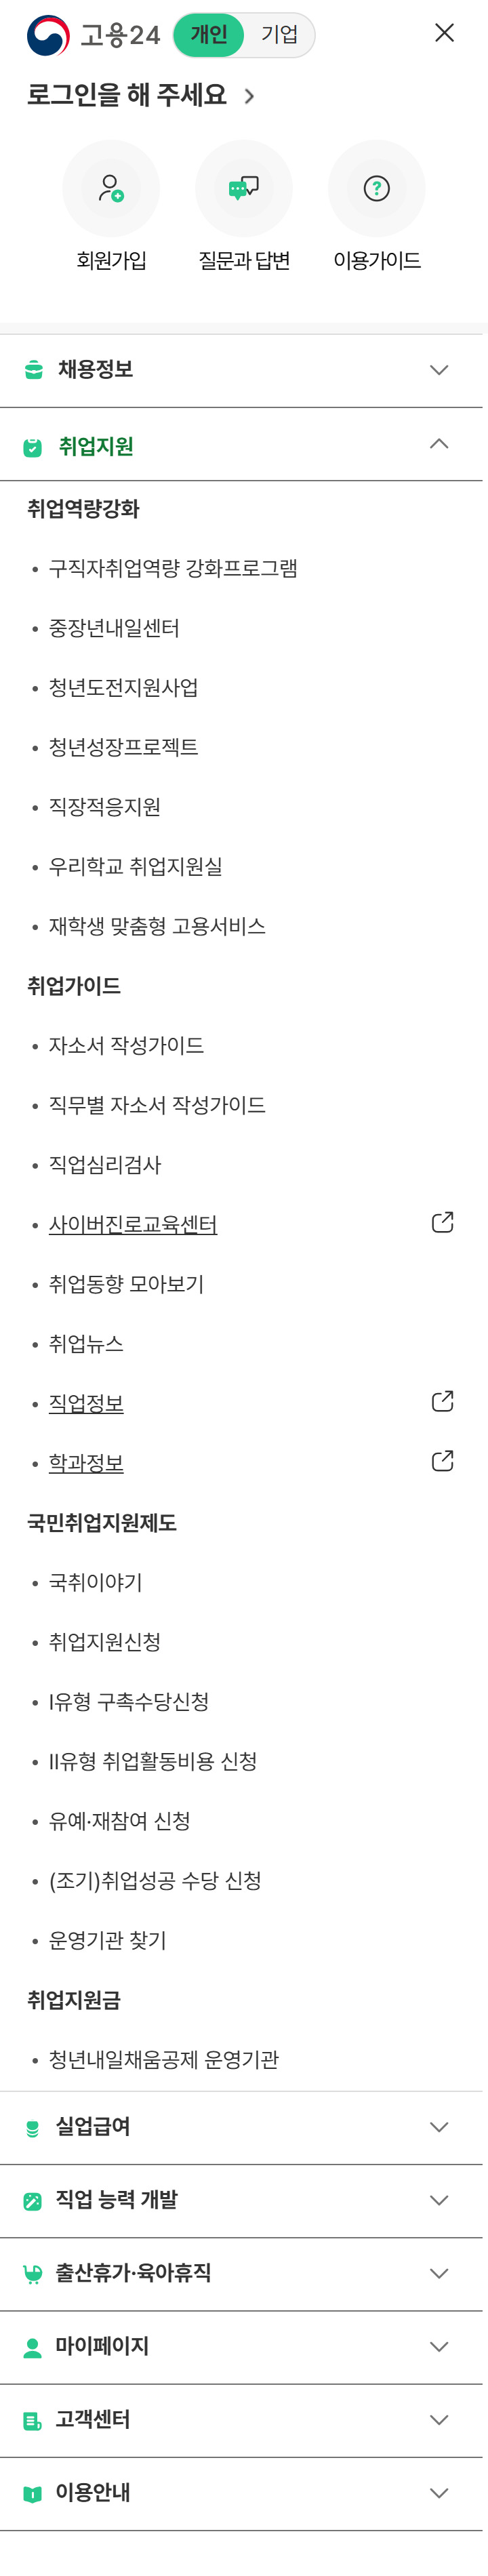 고용24 개인 기업
로그인을 해 주세요
회원가입 질문과 답변 이용가이드
채용정보
취업지원
취업역량강화
• 구직자취업역량 강화프로그램
• 중장년내일센터
• 청년도전지원사업
• 청년성장프로젝트
• 직장적응지원
• 우리학교 취업지원실
• 재학생 맞춤형 고용서비스
취업가이드
• 자소서 작성가이드
• 직무별 자소서 작성가이드
• 직업심리검사
• 사이버진로교육센터
• 취업동향 모아보기
• 취업뉴스
• 직업정보
• 학과정보
국민취업지원제도
• 국취이야기
• 취업지원신청
• I유형 구촉수당신청
• II유형 취업활동비용 신청
• 유예·재참여 신청
• (조기)취업성공 수당 신청
• 운영기관 찾기
취업지원금
• 청년내일채움공제 운영기관
실업급여
직업 능력 개발
출산휴가·육아휴직
마이페이지
고객센터
이용안내